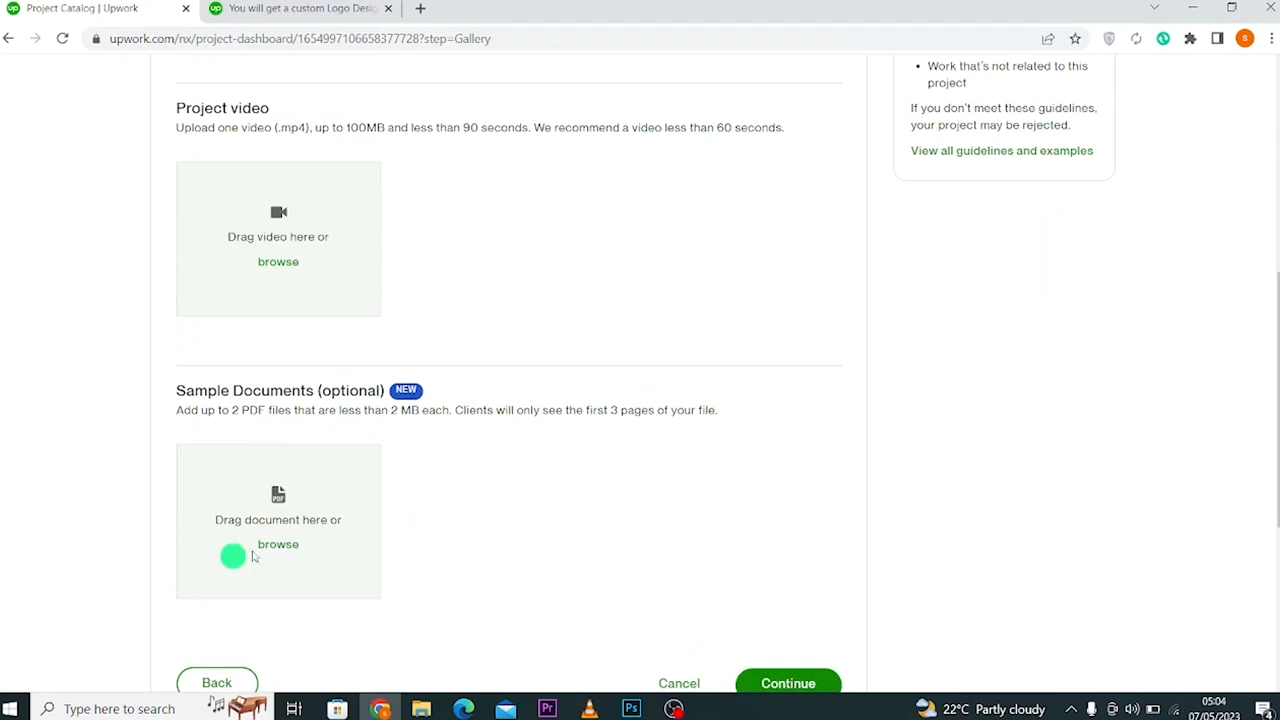 Project Catalog | Upwork
You will get a custom Logo Desig
upwork.com/nx/project-dashboard/1654997106658377728?step=Gallery
S
Work that's not related to this
project
If you don't meet these guidelines,
your project may be rejected.
View all guidelines and examples
Project video
Upload one video (.mp4), up to 100MB and less than 90 seconds. We recommend a video less than 60 seconds.
Drag video here or
browse
Sample Documents (optional) NEW
Add up to 2 PDF files that are less than 2 MB each. Clients will only see the first 3 pages of your file.
PDF
Drag document here or
browse
Back
Cancel
Continue
Type here to search
Pr
Ps
22°C Partly cloudy
05:04
07/05/2023